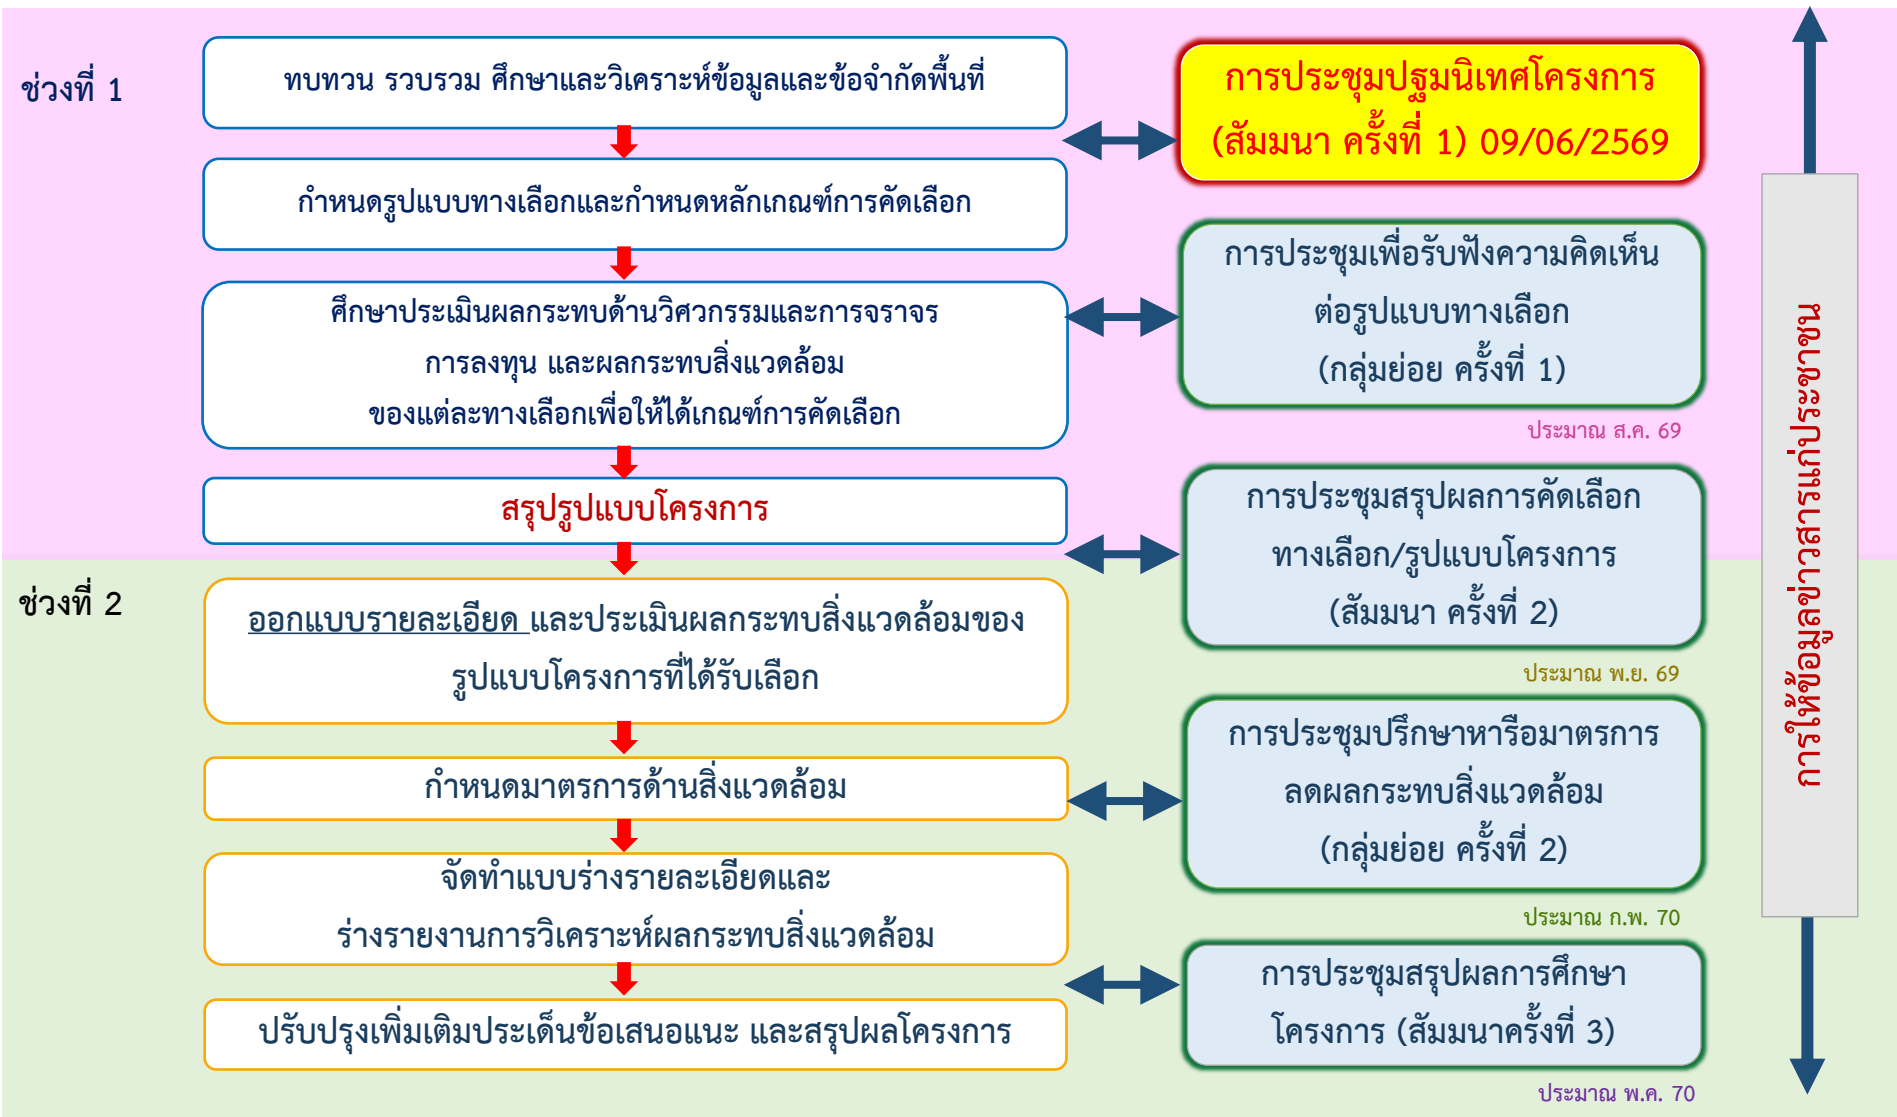 ช่วงที่ 1
ทบทวน รวบรวม ศึกษาและวิเคราะห์ข้อมูลและข้อจำกัดพื้นที่
กำหนดรูปแบบทางเลือกและกำหนดหลักเกณฑ์การคัดเลือก
ศึกษาประเมินผลกระทบด้านวิศวกรรมและการจราจร
การลงทุน และผลกระทบสิ่งแวดล้อม
ของแต่ละทางเลือกเพื่อให้ได้เกณฑ์การคัดเลือก
สรุปรูปแบบโครงการ
การประชุมปฐมนิเทศโครงการ
(สัมมนา ครั้งที่ 1) 09/06/2569
การประชุมเพื่อรับฟังความคิดเห็น
ต่อรูปแบบทางเลือก
(กลุ่มย่อย ครั้งที่ 1)
ประมาณ ส.ค. 69
การประชุมสรุปผลการคัดเลือก
ทางเลือก/รูปแบบโครงการ
(สัมมนา ครั้งที่ 2)
ประมาณ พ.ย. 69
ช่วงที่ 2
ออกแบบรายละเอียด และประเมินผลกระทบสิ่งแวดล้อมของ
รูปแบบโครงการที่ได้รับเลือก
กำหนดมาตรการด้านสิ่งแวดล้อม
จัดทำแบบร่างรายละเอียดและ
ร่างรายงานการวิเคราะห์ผลกระทบสิ่งแวดล้อม
ปรับปรุงเพิ่มเติมประเด็นข้อเสนอแนะ และสรุปผลโครงการ
การประชุมปรึกษาหารือมาตรการ
ลดผลกระทบสิ่งแวดล้อม
(กลุ่มย่อย ครั้งที่ 2)
ประมาณ ก.พ. 70
การประชุมสรุปผลการศึกษา
โครงการ (สัมมนาครั้งที่ 3)
ประมาณ พ.ค. 70
การให้ข้อมูลข่าวสารแก่ประชาชน